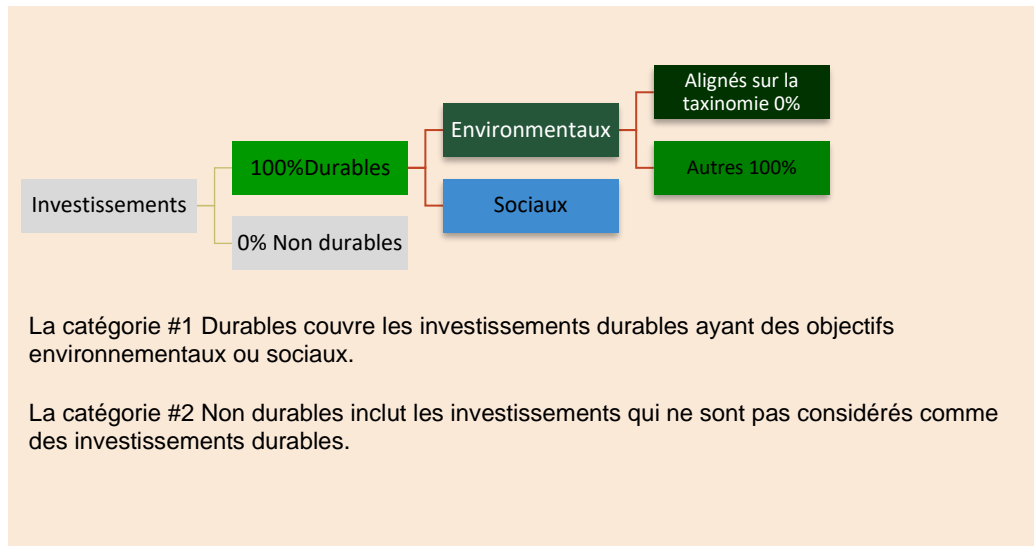 Alignés sur la
taxinomie 0%
Environmentaux
100%Durables
Autres 100%
Investissements
Sociaux
0% Non durables
La catégorie #1 Durables couvre les investissements durables ayant des objectifs
environnementaux ou sociaux.
La catégorie #2 Non durables inclut les investissements qui ne sont pas considérés comme
des investissements durables.